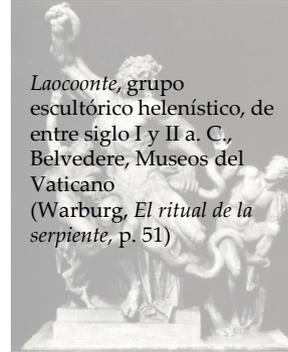 Laocoonte, grupo
escultórico helenístico, de
entre siglo I y II a. C.,
Belvedere, Museos del
Vaticano
(Warburg, El ritual de la
serpiente, p. 51)